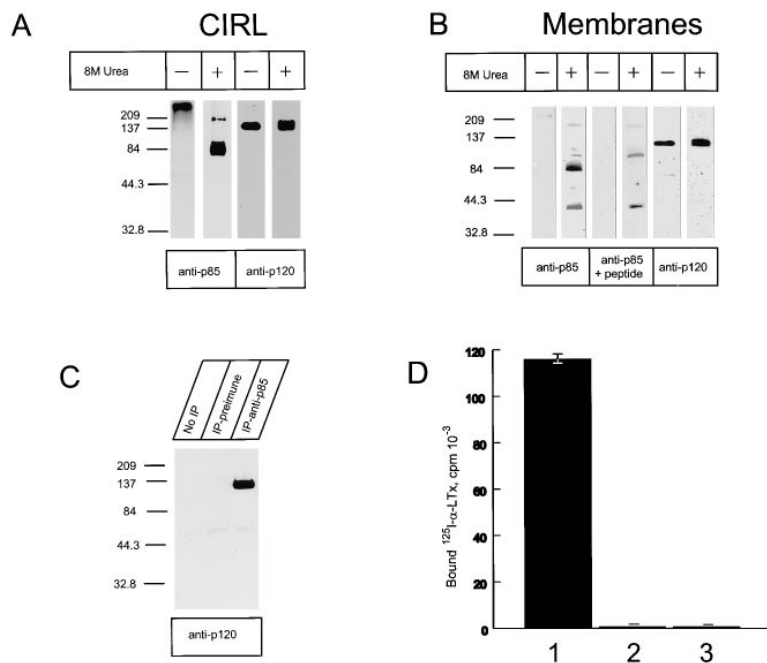 A
CIRL
8M Urea − + − +
209
137
84
44.3
32.8
anti-p85 anti-p120
B
Membranes
8M Urea − + − + − +
209
137
84
44.3
32.8
anti-p85 anti-p85 + peptide anti-p120
C
No IP
IP-preimune
IP-anti-p85
209
137
84
44.3
32.8
anti-p120
D
Bound ¹²⁵I-α-LTx, cpm 10⁻³
120
100
80
60
40
20
0
1 2 3